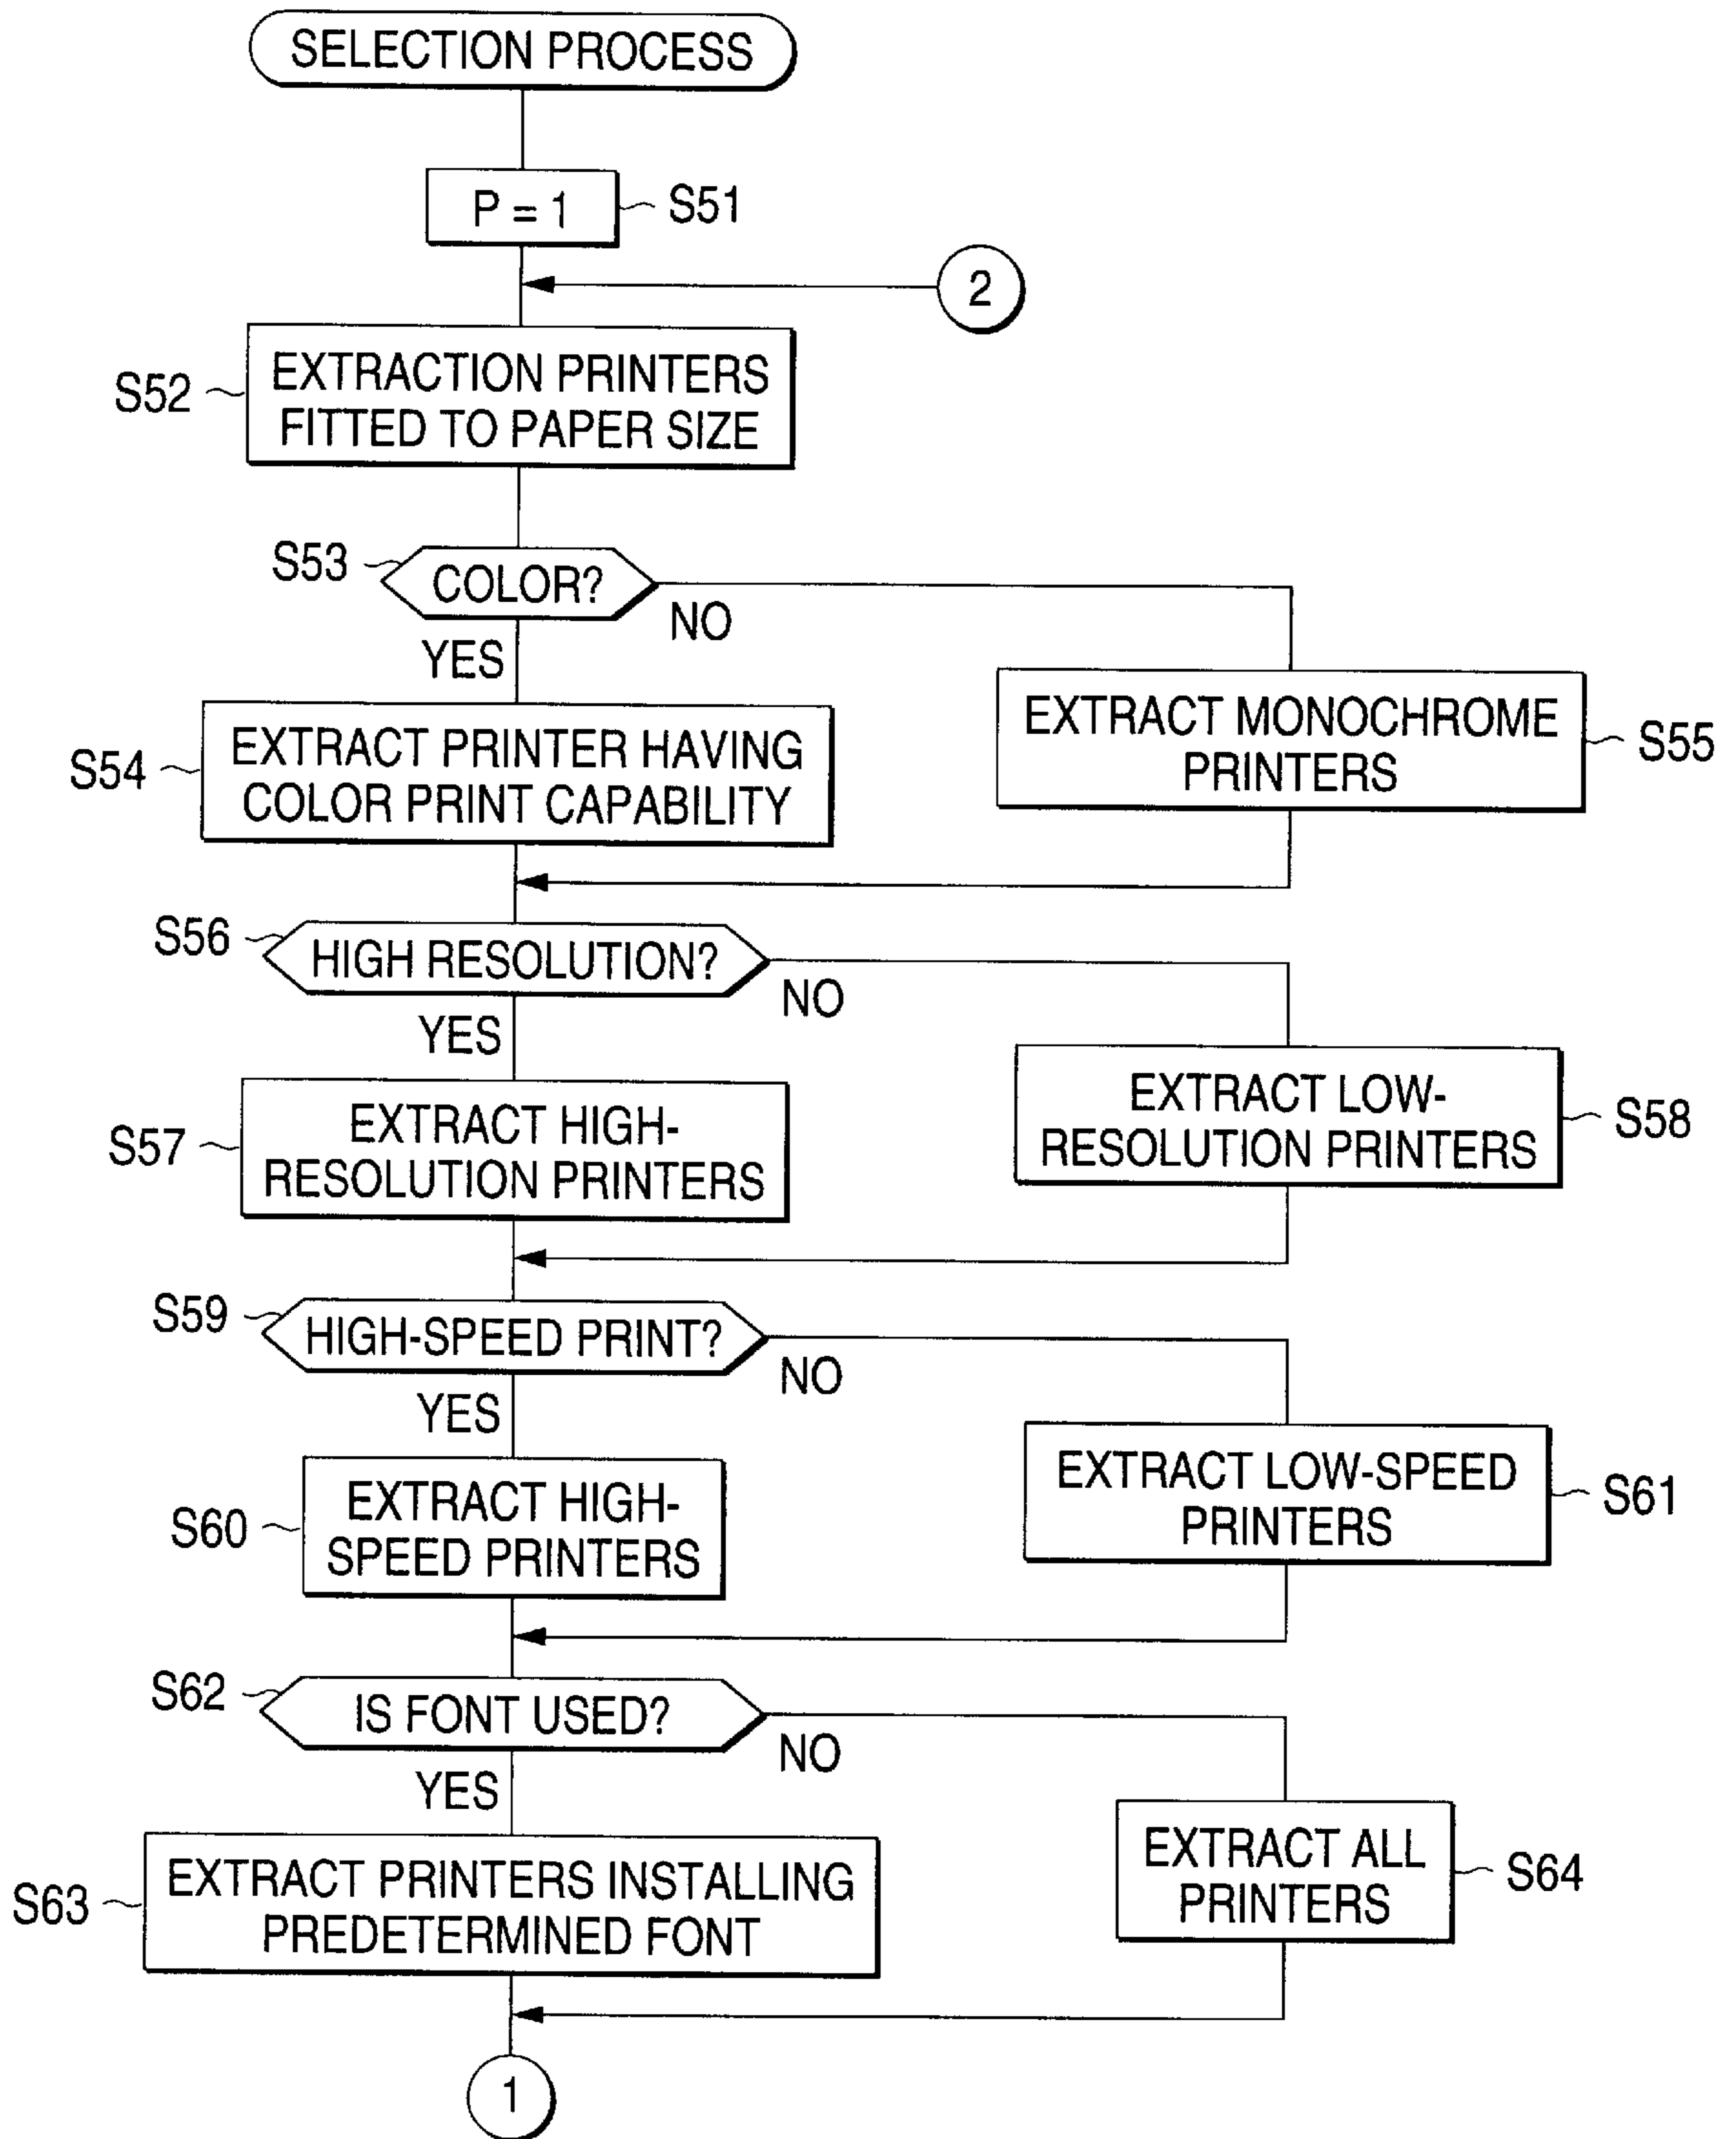 SELECTION PROCESS
P = 1
S51
2
S52
EXTRACTION PRINTERS
FITTED TO PAPER SIZE
S53
COLOR?
NO
YES
S54
EXTRACT PRINTER HAVING
COLOR PRINT CAPABILITY
EXTRACT MONOCHROME
PRINTERS
S55
S56
HIGH RESOLUTION?
NO
YES
S57
EXTRACT HIGH-
RESOLUTION PRINTERS
EXTRACT LOW-
RESOLUTION PRINTERS
S58
S59
HIGH-SPEED PRINT?
NO
YES
S60
EXTRACT HIGH-
SPEED PRINTERS
EXTRACT LOW-SPEED
PRINTERS
S61
S62
IS FONT USED?
NO
YES
S63
EXTRACT PRINTERS INSTALLING
PREDETERMINED FONT
EXTRACT ALL
PRINTERS
S64
1